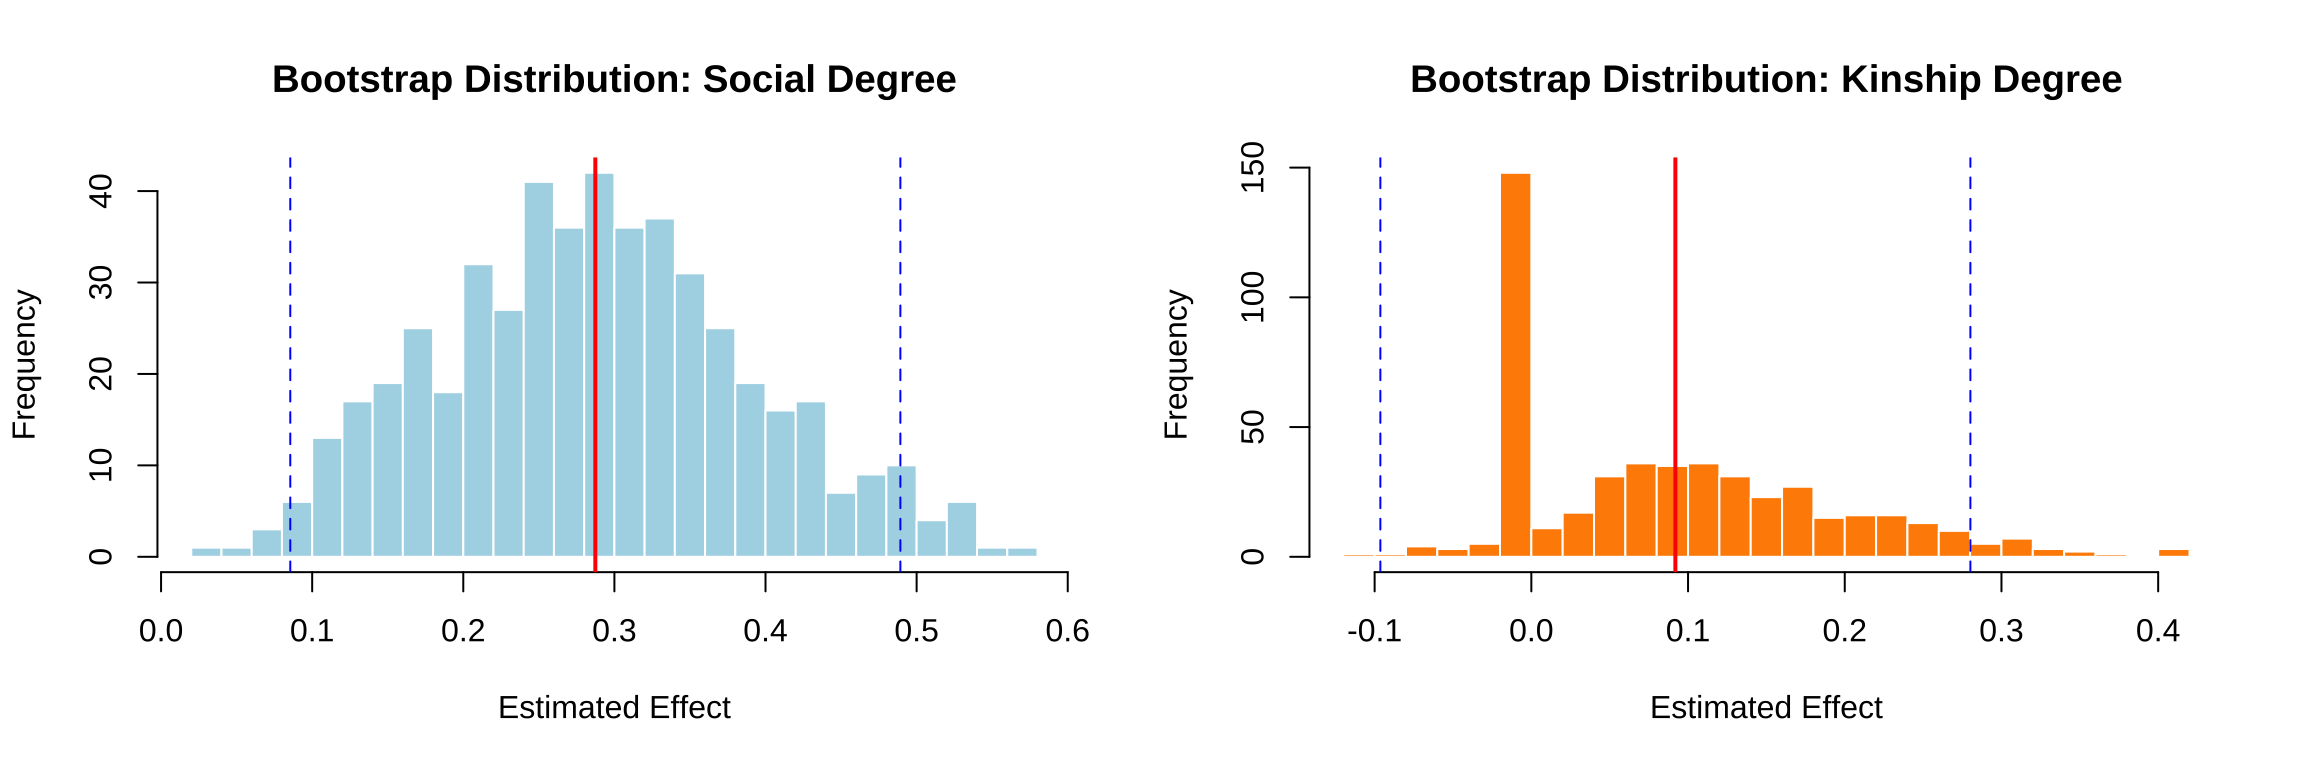 Bootstrap Distribution: Social Degree
Frequency
0
10
20
30
40
0.0 0.1 0.2 0.3 0.4 0.5 0.6
Estimated Effect
Bootstrap Distribution: Kinship Degree
Frequency
0
50
100
150
-0.1 0.0 0.1 0.2 0.3 0.4
Estimated Effect